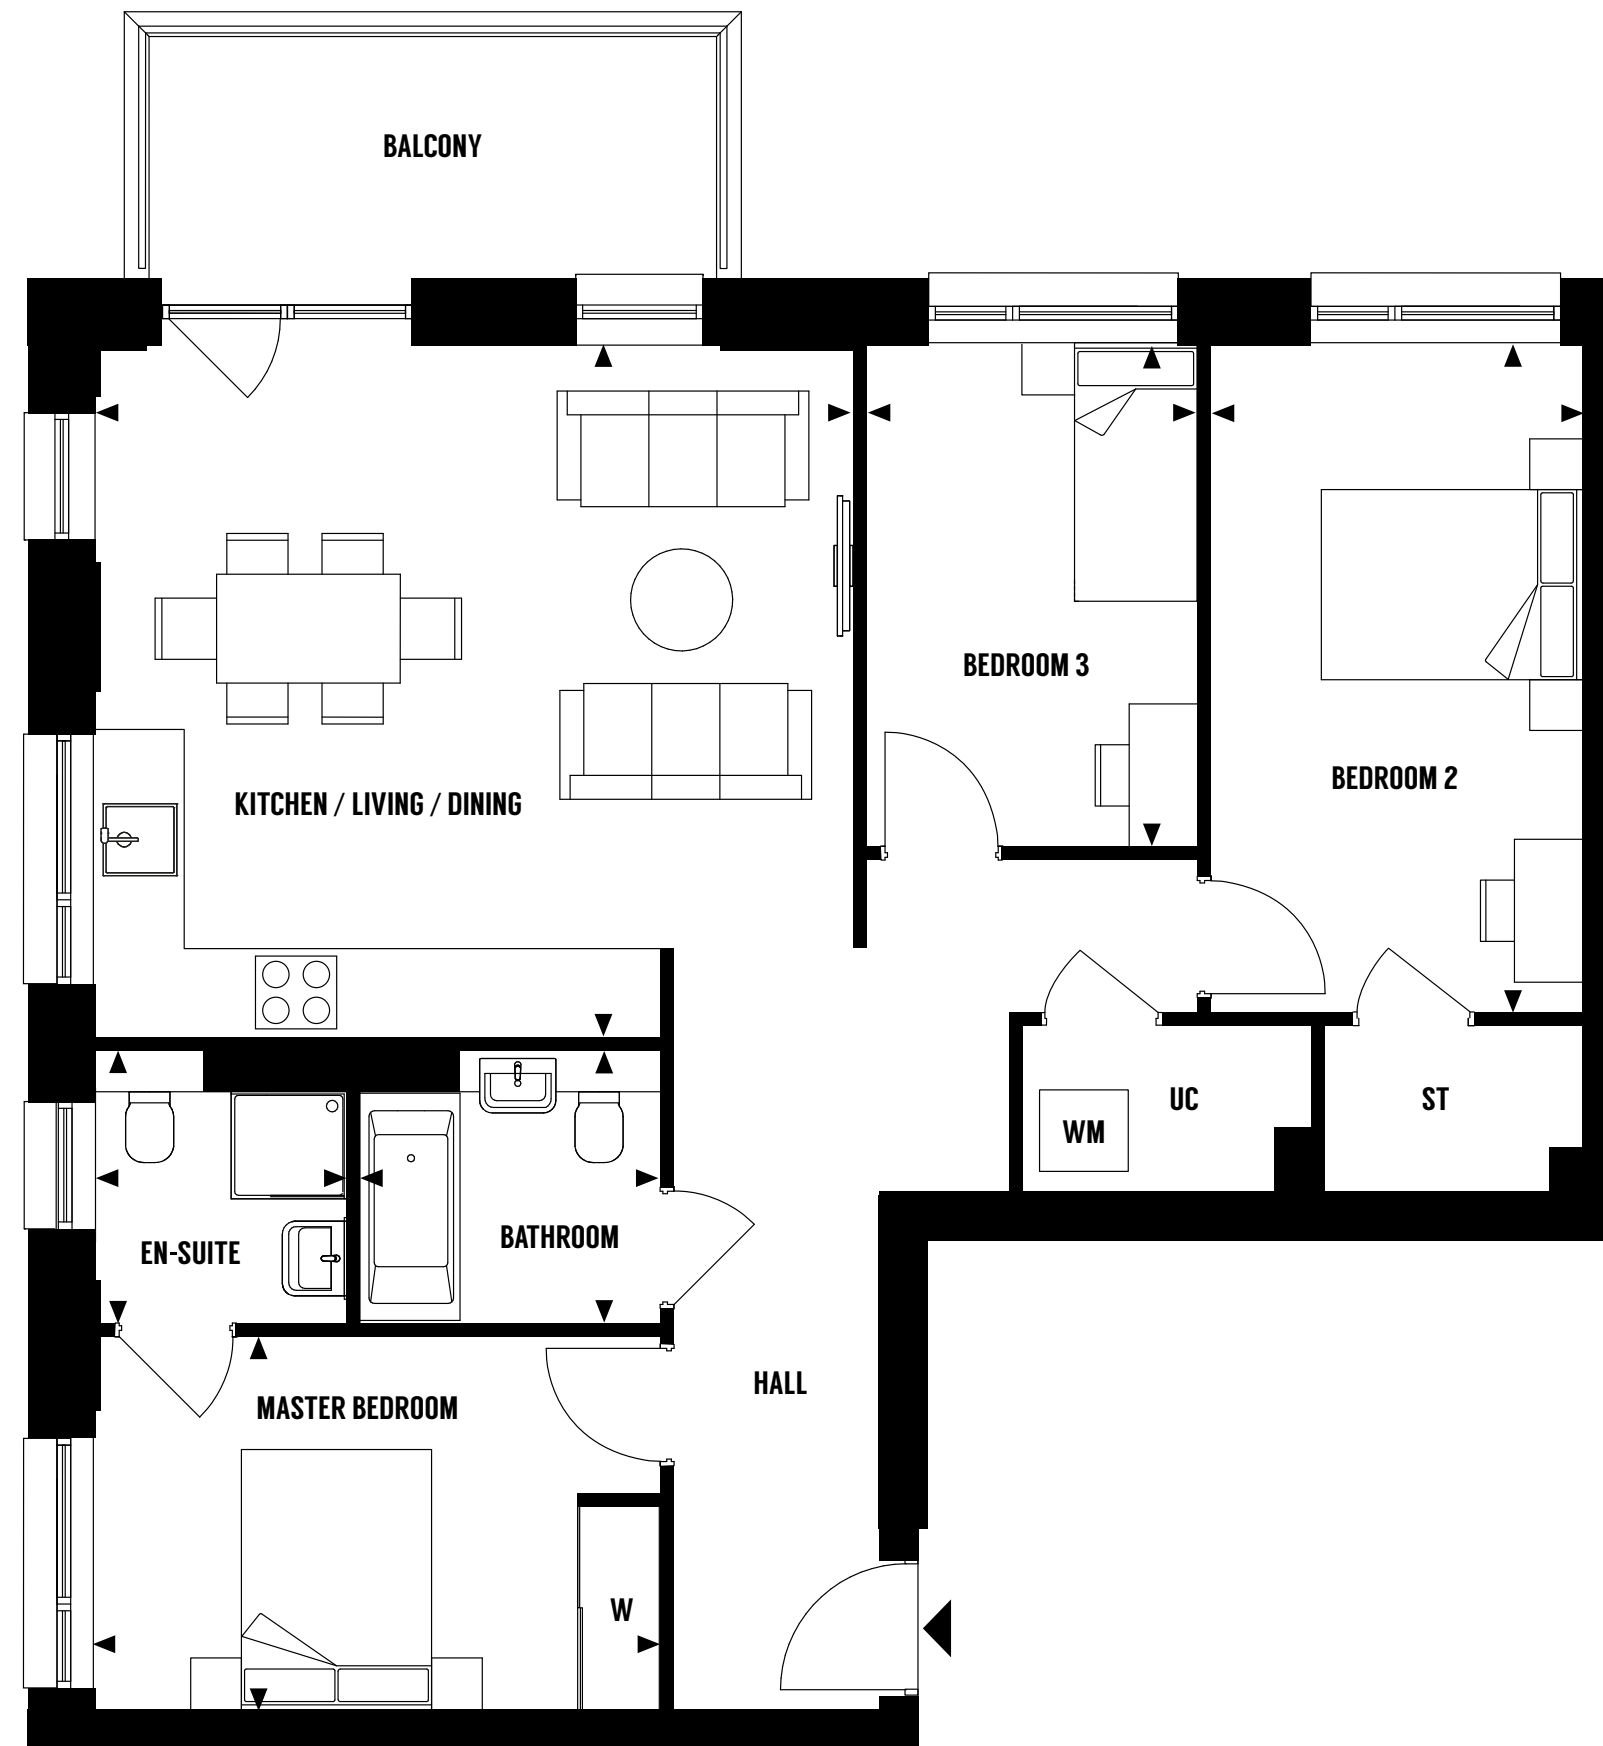 BALCONY
BEDROOM 3
BEDROOM 2
KITCHEN / LIVING / DINING
UC
ST
WM
BATHROOM
EN-SUITE
HALL
MASTER BEDROOM
W